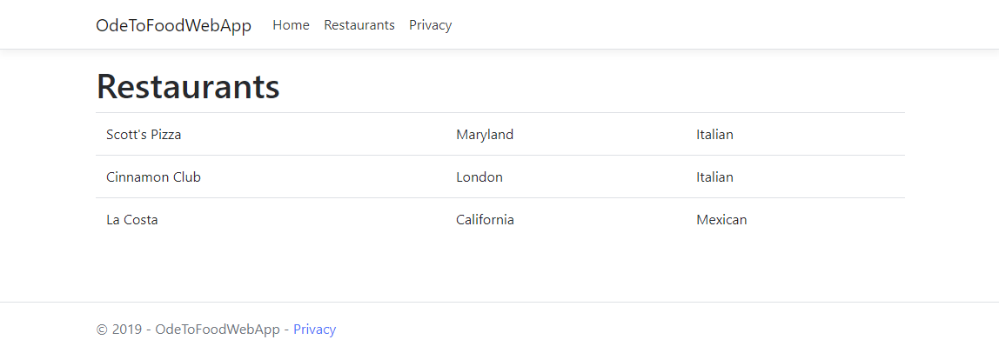 OdeToFoodWebApp Home Restaurants Privacy
Restaurants
Scott's Pizza Maryland Italian
Cinnamon Club London Italian
La Costa California Mexican
© 2019 - OdeToFoodWebApp - Privacy